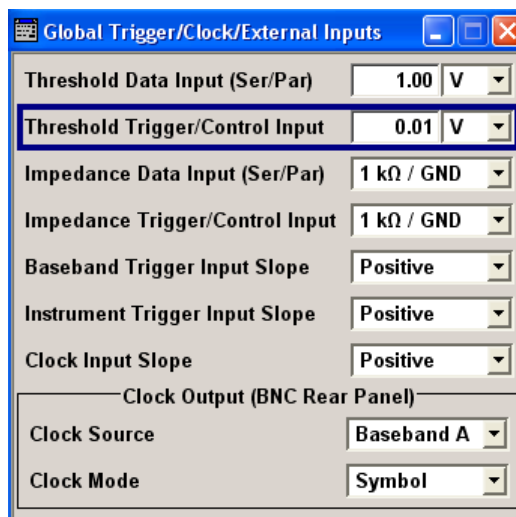 Global Trigger/Clock/External Inputs
Threshold Data Input (Ser/Par) 1.00 V
Threshold Trigger/Control Input 0.01 V
Impedance Data Input (Ser/Par) 1 kΩ / GND
Impedance Trigger/Control Input 1 kΩ / GND
Baseband Trigger Input Slope Positive
Instrument Trigger Input Slope Positive
Clock Input Slope Positive
Clock Output (BNC Rear Panel)
Clock Source Baseband A
Clock Mode Symbol